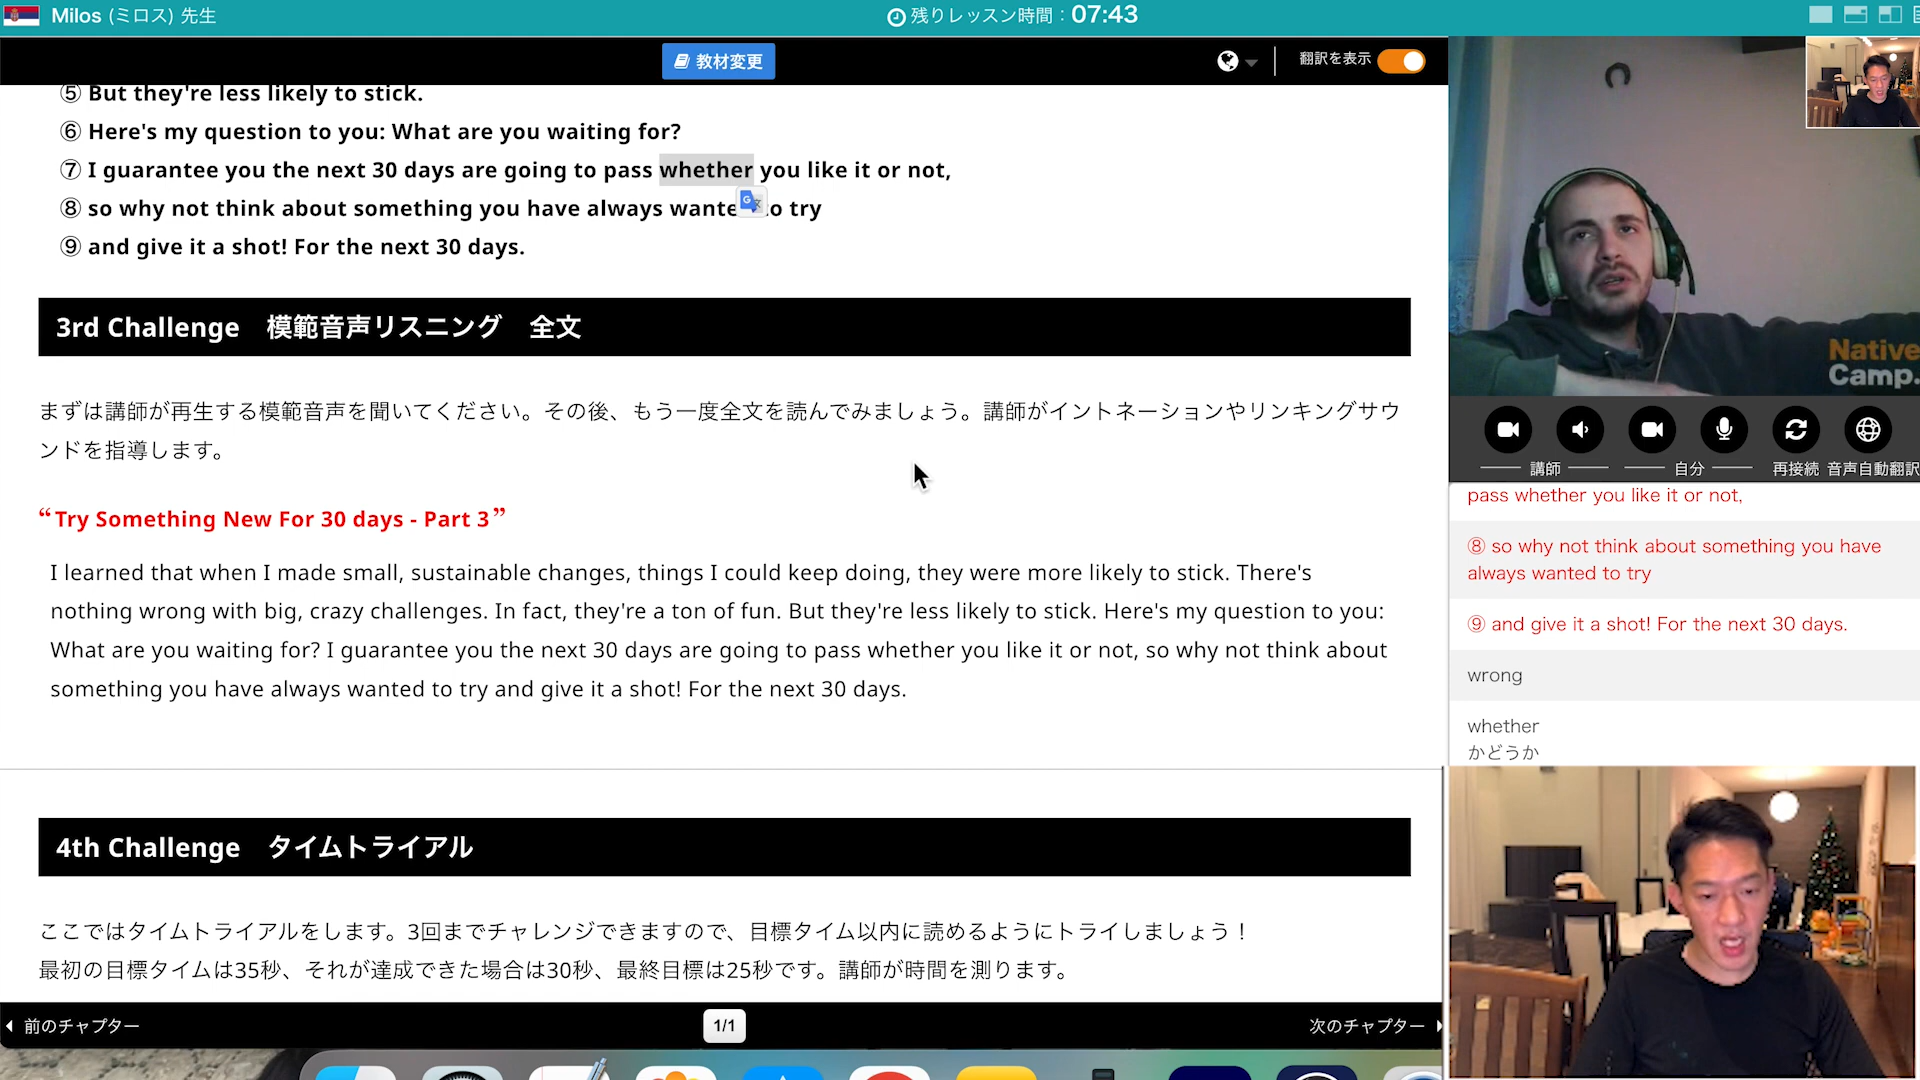 Milos (ミロス) 先生
残りレッスン時間：07:43
教材変更
翻訳を表示
⑤ But they're less likely to stick.
⑥ Here's my question to you: What are you waiting for?
⑦ I guarantee you the next 30 days are going to pass whether you like it or not,
⑧ so why not think about something you have always wante o try
⑨ and give it a shot! For the next 30 days.
3rd Challenge 模範音声リスニング 全文
まずは講師が再生する模範音声を聞いてください。その後、もう一度全文を読んでみましょう。講師がイントネーションやリンキングサウ
ンドを指導します。
“Try Something New For 30 days - Part 3”
I learned that when I made small, sustainable changes, things I could keep doing, they were more likely to stick. There's
nothing wrong with big, crazy challenges. In fact, they're a ton of fun. But they're less likely to stick. Here's my question to you:
What are you waiting for? I guarantee you the next 30 days are going to pass whether you like it or not, so why not think about
something you have always wanted to try and give it a shot! For the next 30 days.
4th Challenge タイムトライアル
ここではタイムトライアルをします。3回までチャレンジできますので、目標タイム以内に読めるようにトライしましょう！
最初の目標タイムは35秒、それが達成できた場合は30秒、最終目標は25秒です。講師が時間を測ります。
前のチャプター
1/1
次のチャプター
Native
Camp.
講師
自分
再接続
音声自動翻訳
pass whether you like it or not,
⑧ so why not think about something you have
always wanted to try
⑨ and give it a shot! For the next 30 days.
wrong
whether
かどうか